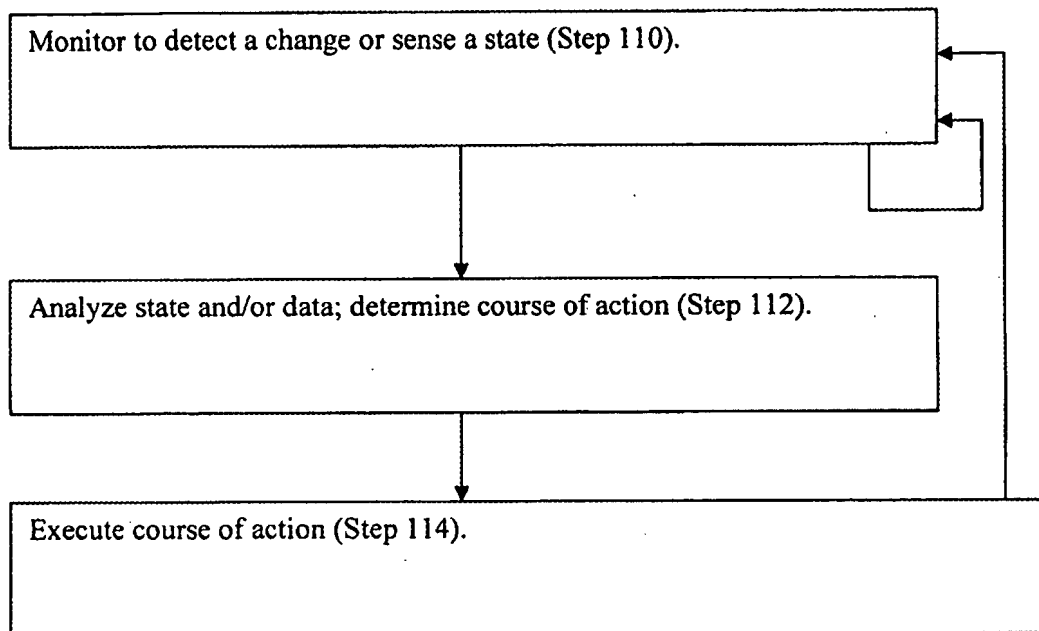 Monitor to detect a change or sense a state (Step 110).
Analyze state and/or data; determine course of action (Step 112).
Execute course of action (Step 114).